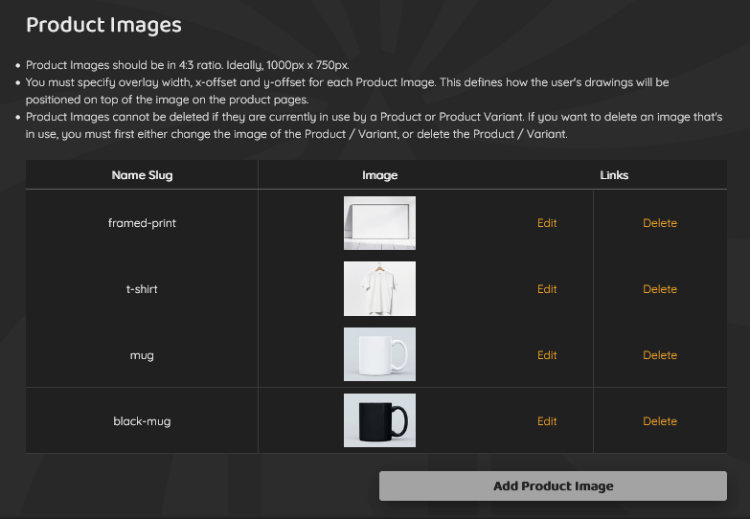 Product Images
• Product Images should be in 4:3 ratio. Ideally, 1000px x 750px.
• You must specify overlay width, x-offset and y-offset for each Product Image. This defines how the user's drawings will be
positioned on top of the image on the product pages.
• Product Images cannot be deleted if they are currently in use by a Product or Product Variant. If you want to delete an image that's
in use, you must first either change the image of the Product / Variant, or delete the Product / Variant.
Name Slug Image Links
framed-print Edit Delete
t-shirt Edit Delete
mug Edit Delete
black-mug Edit Delete
Add Product Image